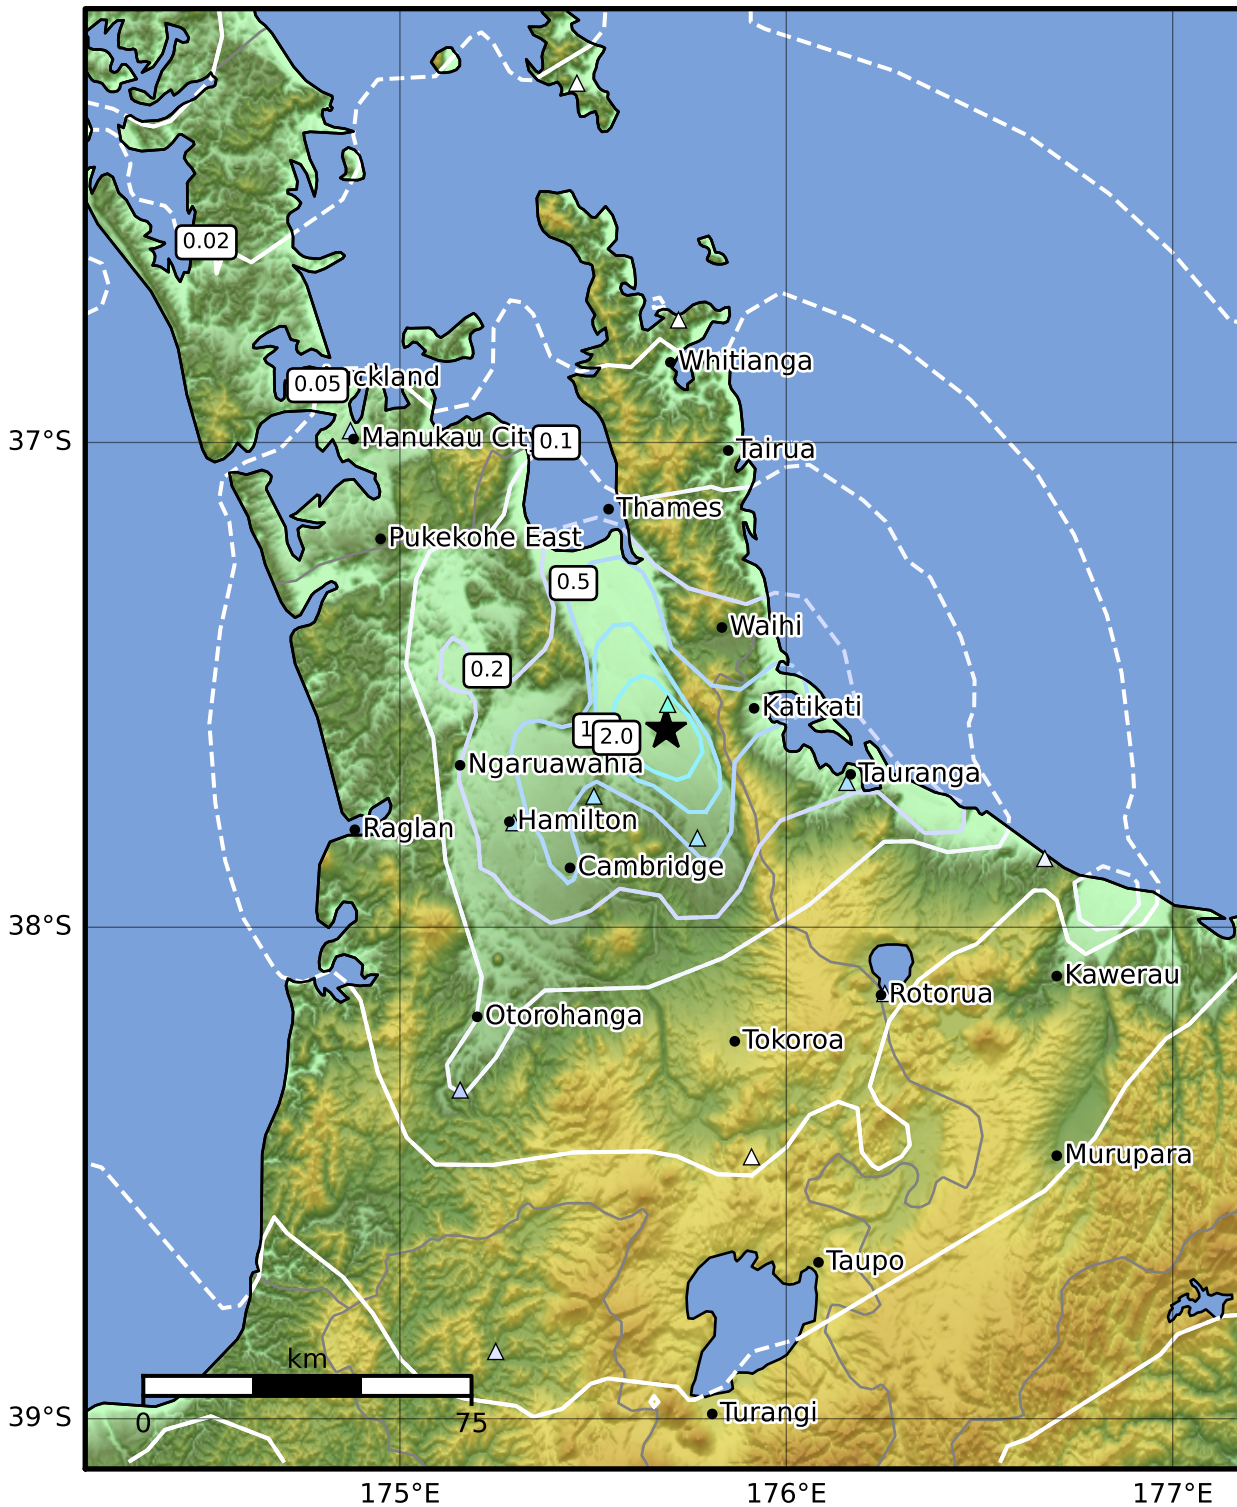 0.02
Whitianga
0.05
ckland
Manukau City
0.1
37°S
Tairua
Thames
Pukekohe East
0.5
Waihi
0.2
Katikati
2.0
Ngaruawahia
Tauranga
Hamilton
Raglan
Cambridge
38°S
Kawerau
Rotorua
Otorohanga
Tokoroa
Murupara
Taupo
km
0
75
Turangi
39°S
175°E
176°E
177°E